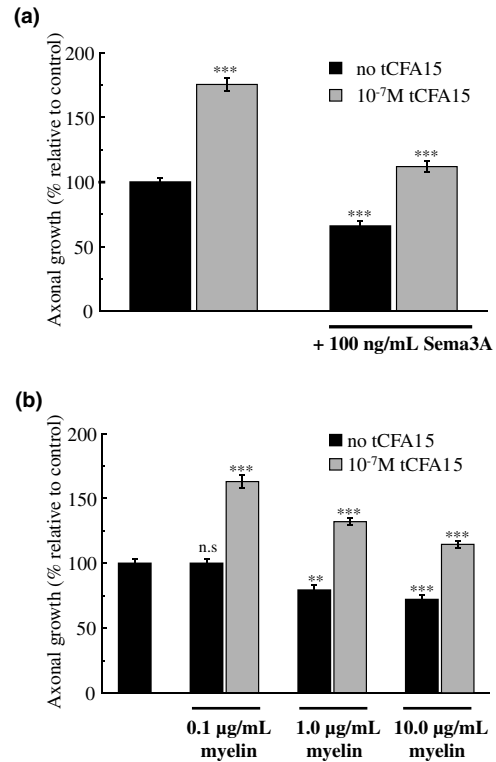 (a)
Axonal growth (% relative to control)
200
150
100
50
0
no tCFA15
10⁻⁷M tCFA15
***
***
***
+ 100 ng/mL Sema3A
(b)
Axonal growth (% relative to control)
200
150
100
50
0
no tCFA15
10⁻⁷M tCFA15
n.s
***
**
***
***
***
0.1 µg/mL
myelin
1.0 µg/mL
myelin
10.0 µg/mL
myelin